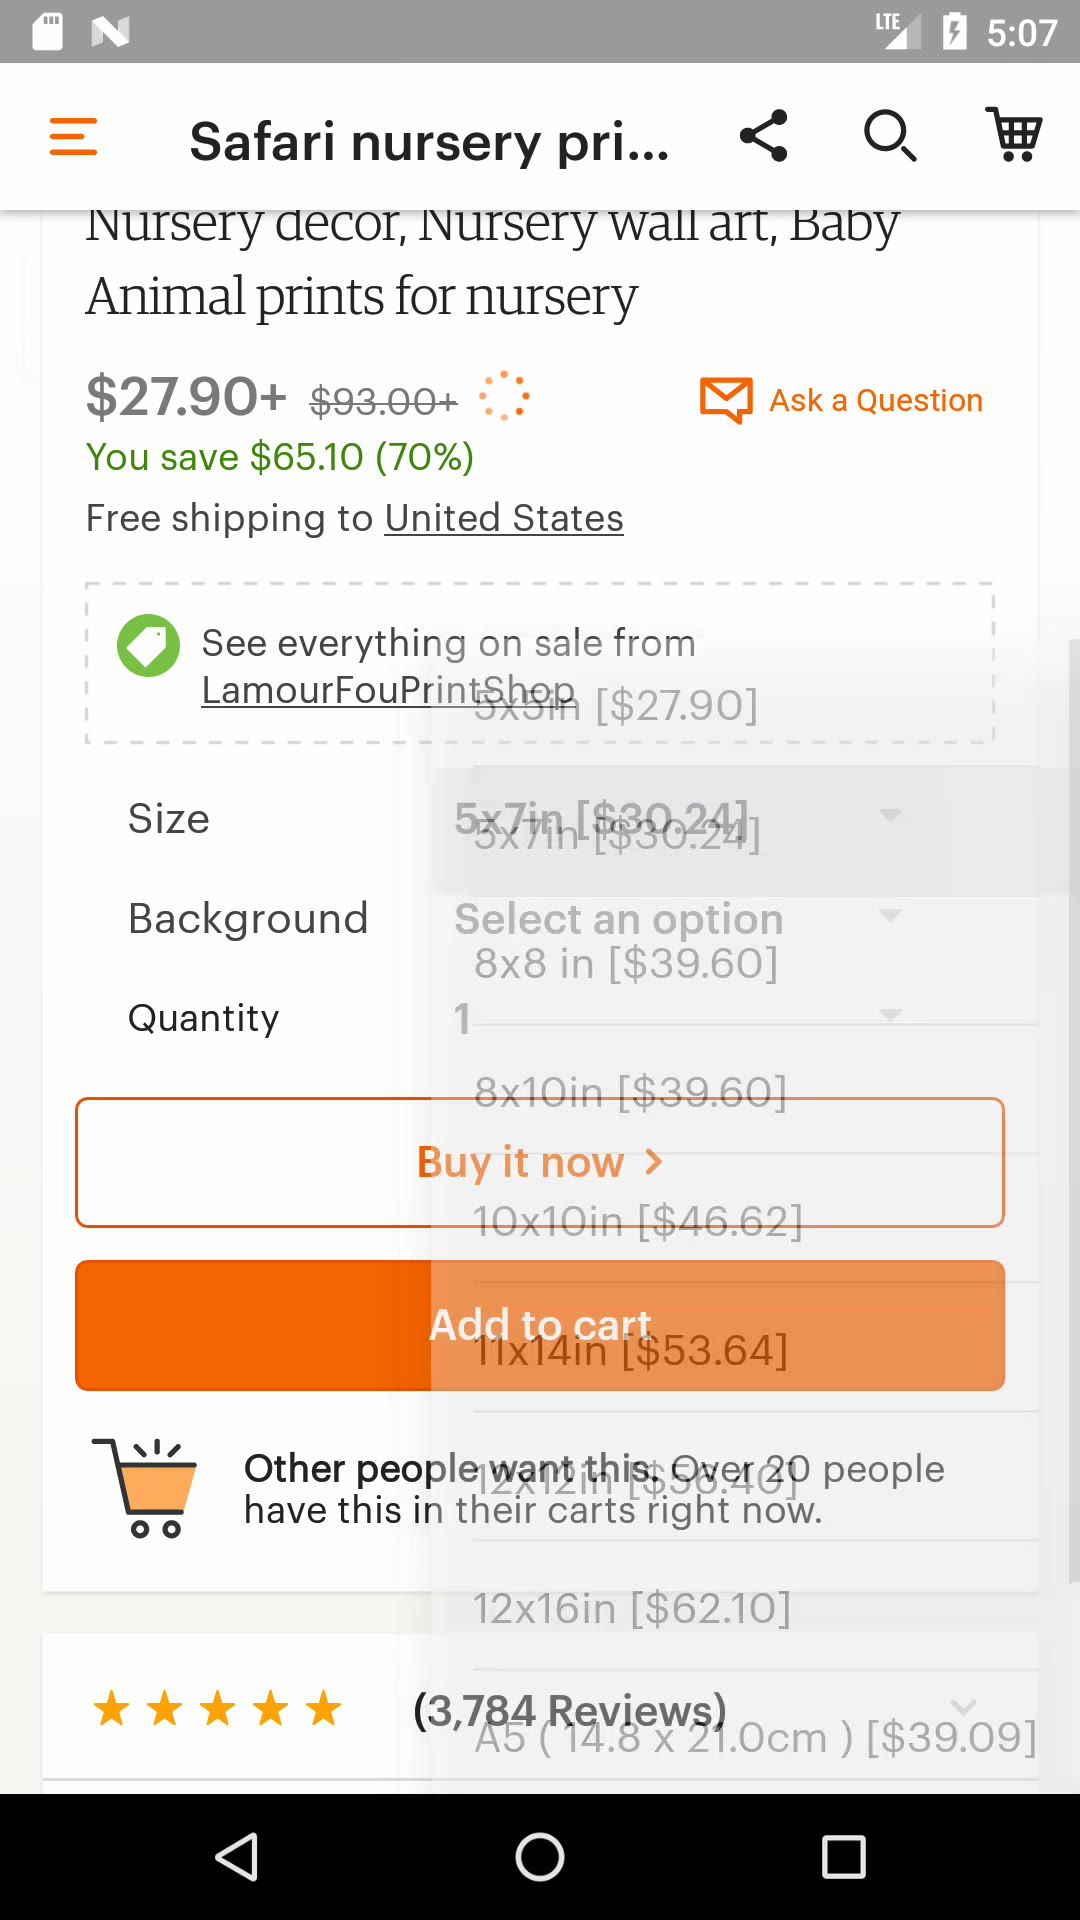 LTE 5:07
Safari nursery pri...
Nursery decor, Nursery wall art, Baby
Animal prints for nursery
$27.90+ $93.00+
Ask a Question
You save $65.10 (70%)
Free shipping to United States
See everything on sale from
LamourFouPrintShop
5x5in [$27.90]
Size
5x7in [$30.24]
5x7in [$30.24]
Background
Select an option
8x8 in [$39.60]
Quantity
1
8x10in [$39.60]
Buy it now
10x10in [$46.62]
Add to cart
11x14in [$53.64]
Other people want this. Over 20 people
12x12in [$56.40]
have this in their carts right now.
12x16in [$62.10]
(3,784 Reviews)
A5 ( 14.8 x 21.0cm ) [$39.09]